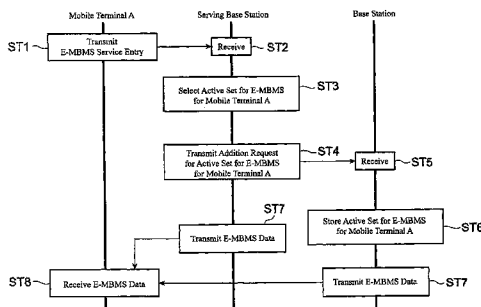 Mobile Terminal A
Serving Base Station
Base Station
ST1
Transmit
E-MBMS Service Entry
Receive
ST2
Select Active Set for E-MBMS
for Mobile Terminal A
ST3
Transmit Addition Request
for Active Set for E-MBMS
for Mobile Terminal A
ST4
Receive
ST5
Store Active Set for E-MBMS
for Mobile Terminal A
ST6
ST7
Transmit E-MBMS Data
ST8
Receive E-MBMS Data
Transmit E-MBMS Data
ST7